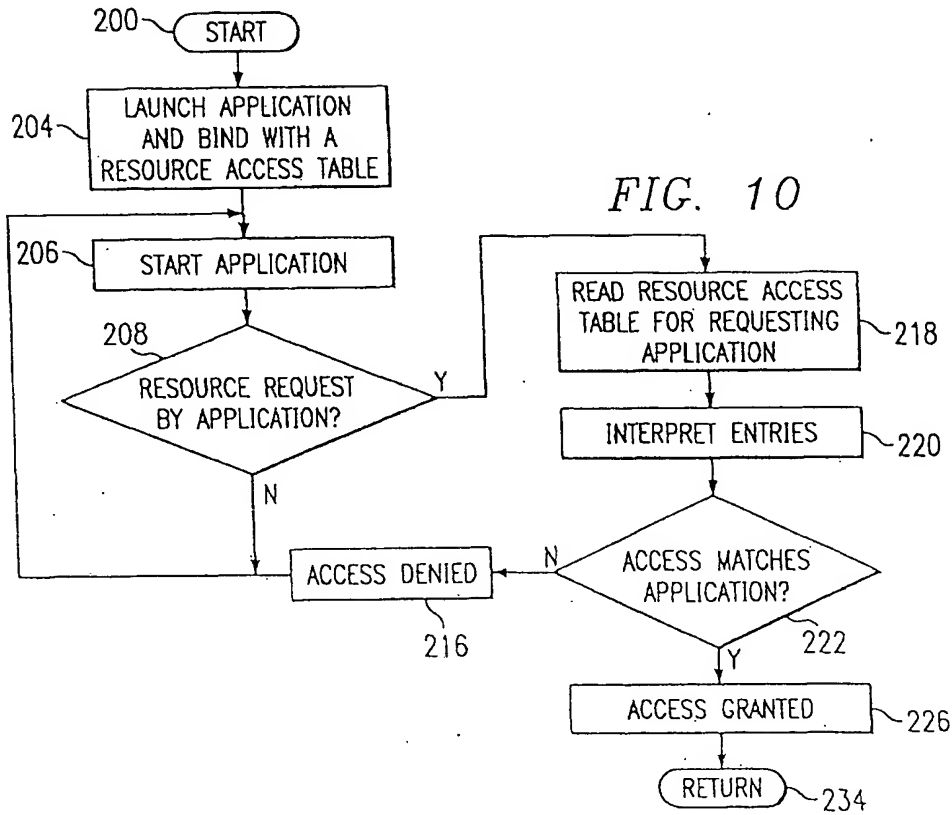 200
START
204
LAUNCH APPLICATION
AND BIND WITH A
RESOURCE ACCESS TABLE
FIG. 10
206
START APPLICATION
208
RESOURCE REQUEST
BY APPLICATION?
Y
N
READ RESOURCE ACCESS
TABLE FOR REQUESTING
APPLICATION
218
INTERPRET ENTRIES
220
ACCESS MATCHES
APPLICATION?
222
N
ACCESS DENIED
216
Y
ACCESS GRANTED
226
RETURN
234